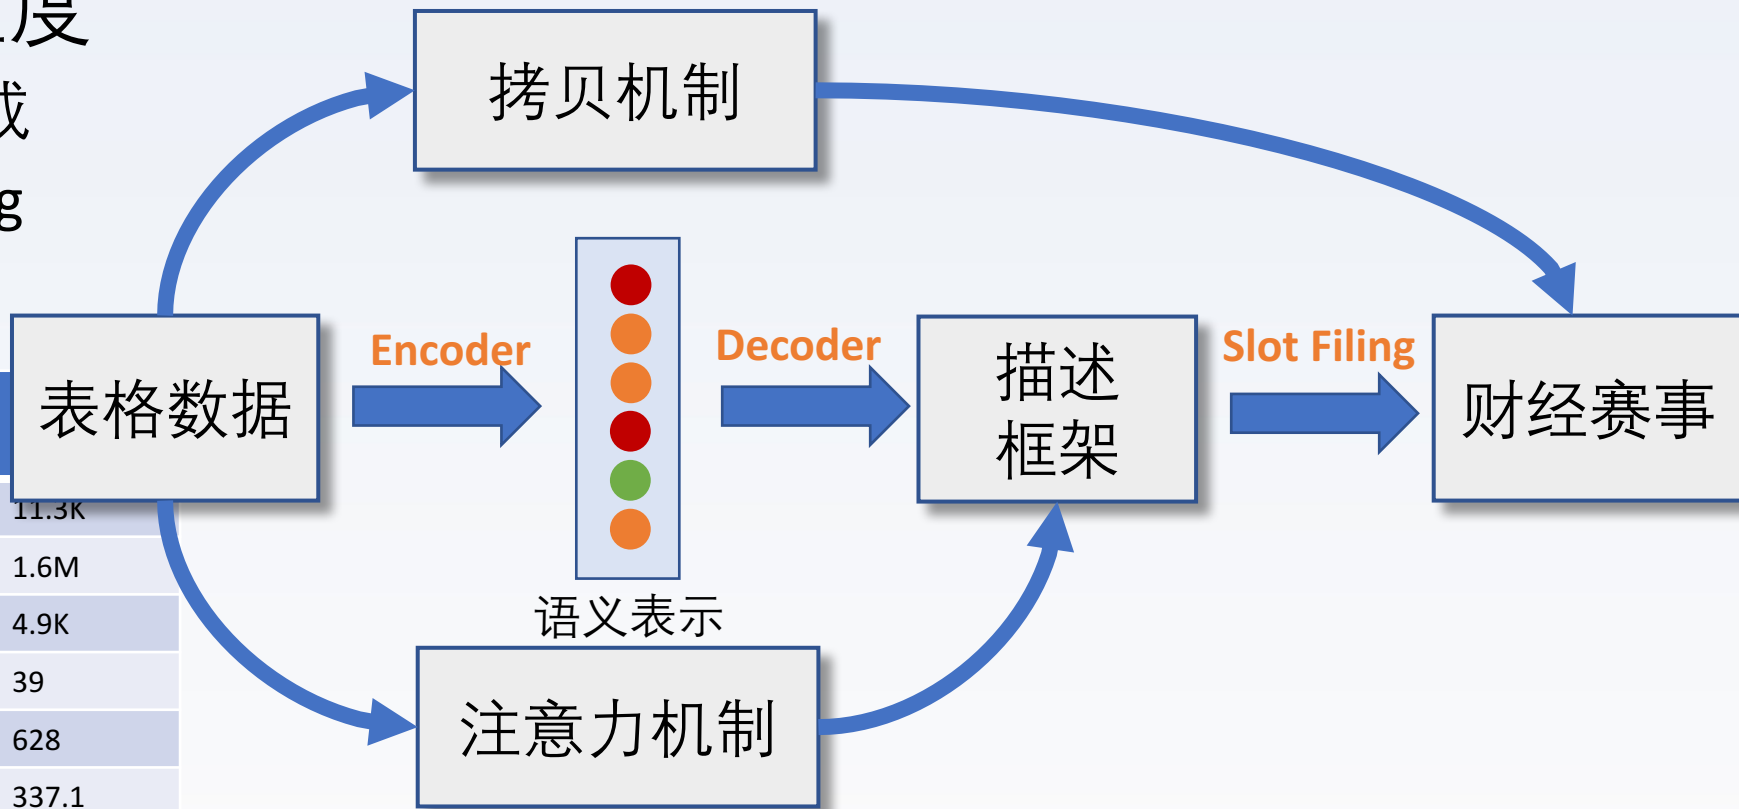 度
或
g
拷贝机制
Encoder
Decoder
Slot Filing
表格数据
描述
框架
财经赛事
语义表示
注意力机制
11.3K
1.6M
4.9K
39
628
337.1